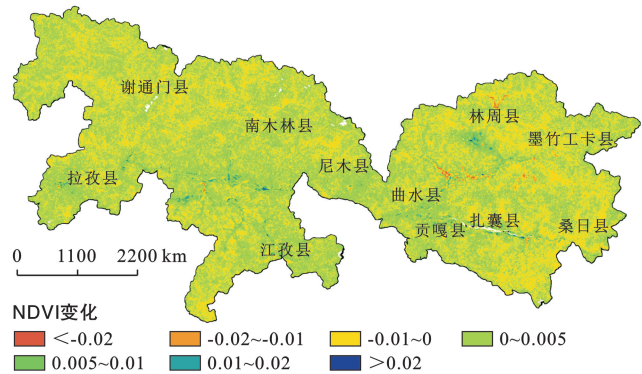 谢通门县
林周县
南木林县
墨竹工卡县
尼木县
拉孜县
曲水县
扎囊县
贡嘎县
桑日县
江孜县
0 1100 2200 km
NDVI变化
<-0.02 -0.02~-0.01 -0.01~0 0~0.005
0.005~0.01 0.01~0.02 >0.02